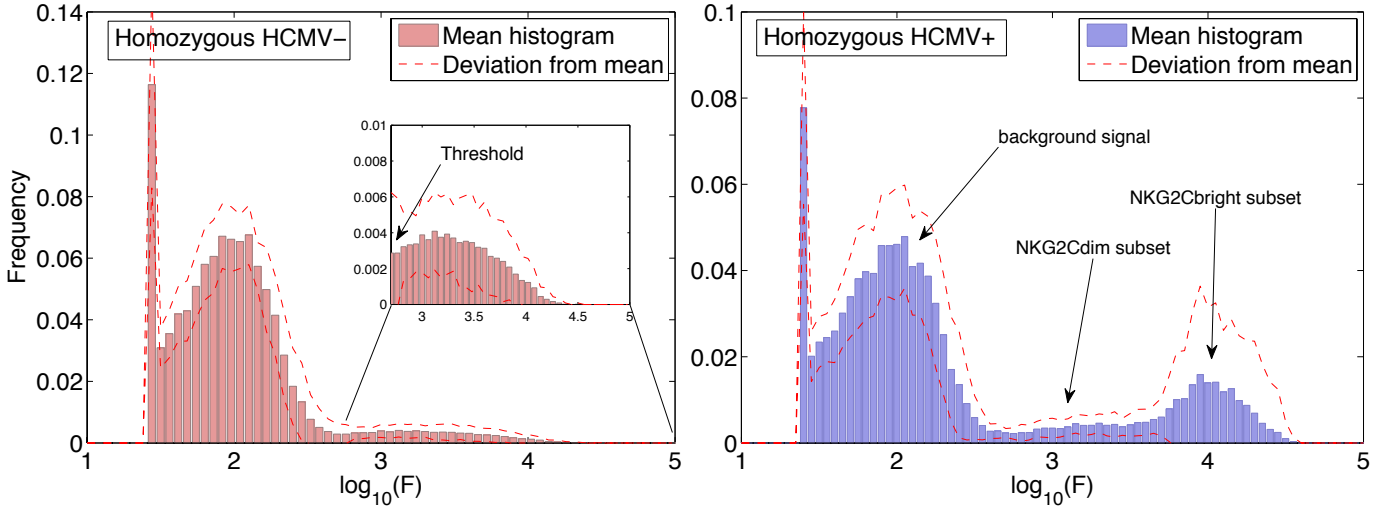 Homozygous HCMV−
Mean histogram
Deviation from mean
Frequency
0.14
0.12
0.1
0.08
0.06
0.04
0.02
0
1
2
3
4
5
log10(F)
Threshold
0.01
0.008
0.006
0.004
0.002
0
3
3.5
4
4.5
5
Homozygous HCMV+
Mean histogram
Deviation from mean
background signal
NKG2Cbright subset
NKG2Cdim subset
0.1
0.08
0.06
0.04
0.02
0
1
2
3
4
5
log10(F)